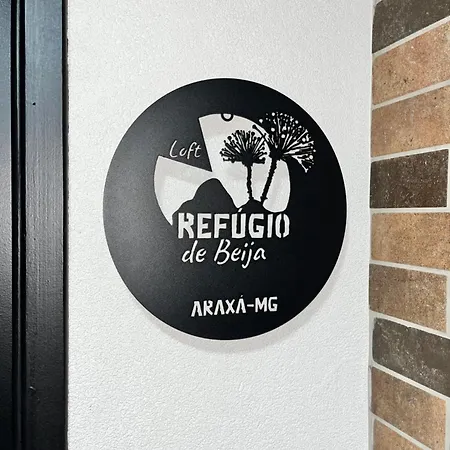 Loft
REFÚGIO
de Beija
ARAXÁ-MG